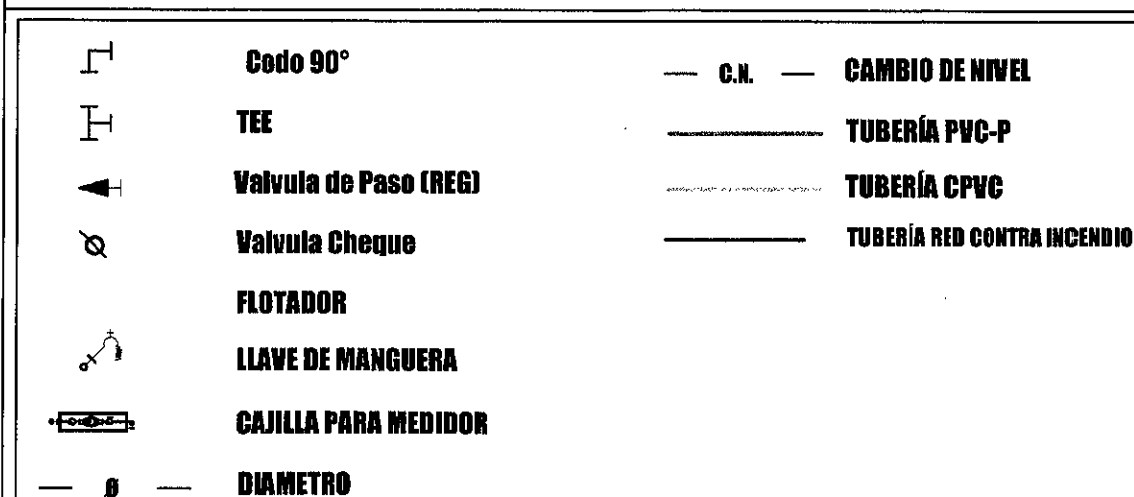 Codo 90°
TEE
Valvula de Paso (REG)
Valvula Cheque
FLOTADOR
LLAVE DE MANGUERA
CAJILLA PARA MEDIDOR
ø DIAMETRO
C.N. CAMBIO DE NIVEL
TUBERÍA PVC-P
TUBERÍA CPVC
TUBERÍA RED CONTRA INCENDIO